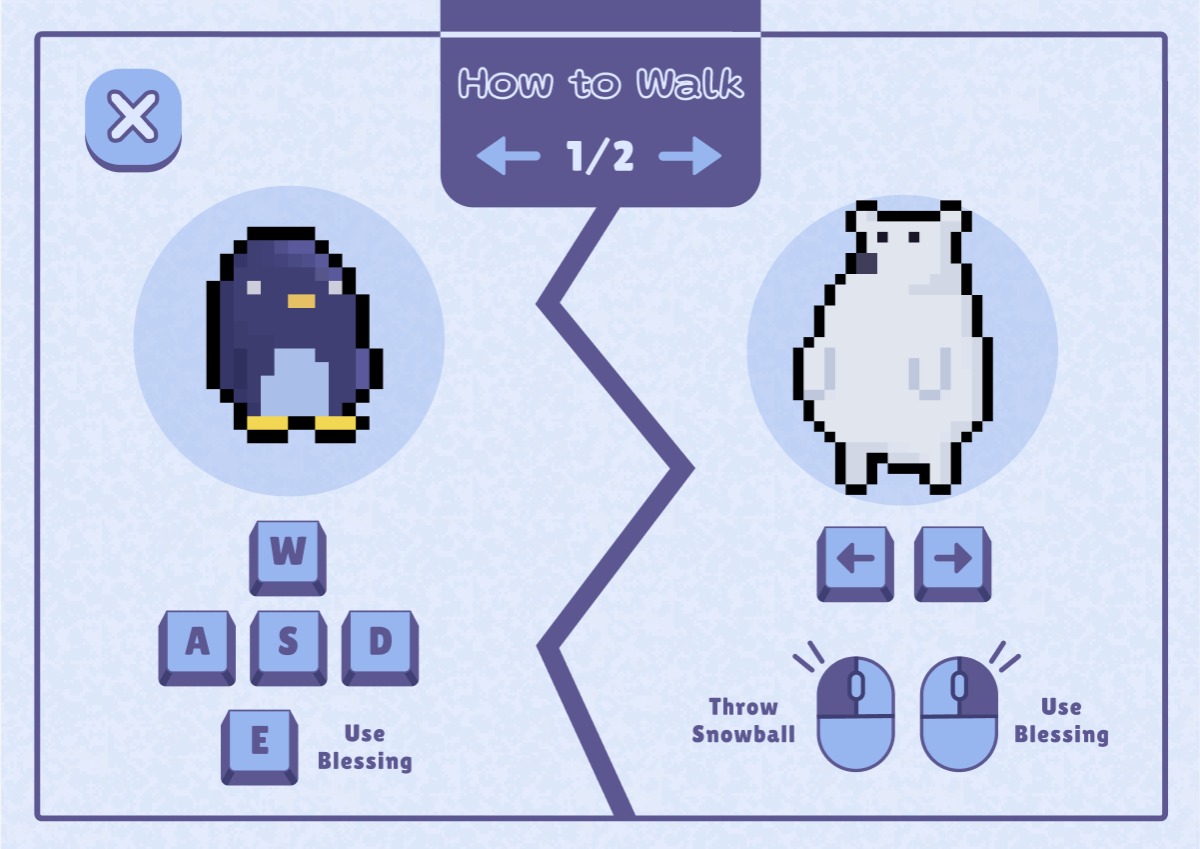 How to Walk
1/2
W
A S D
E
Use
Blessing
Throw
Snowball
Use
Blessing